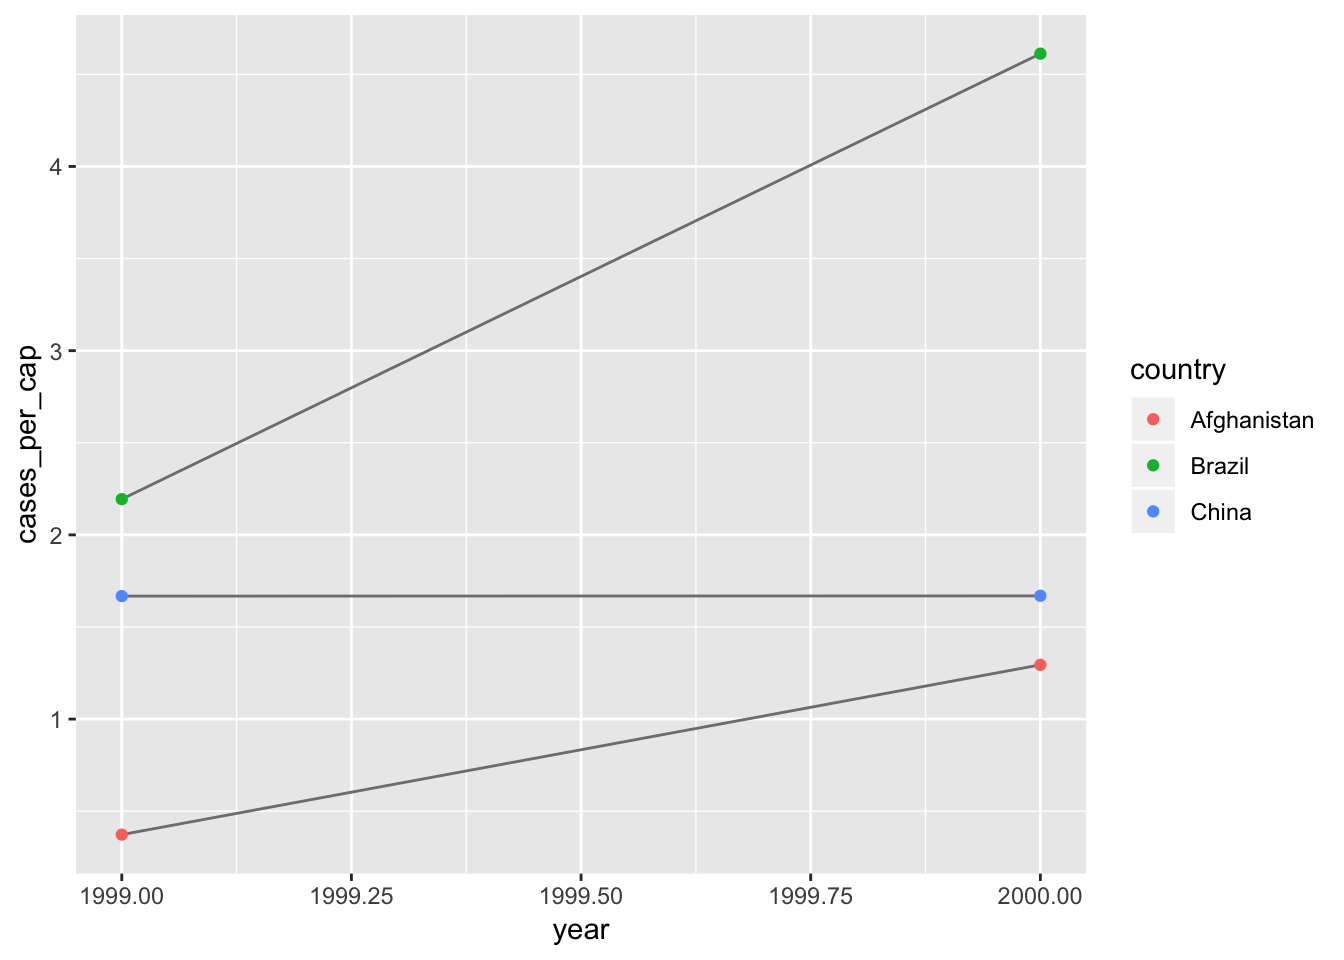 cases_per_cap
4
3
2
1
1999.00 1999.25 1999.50 1999.75 2000.00
year
country
Afghanistan
Brazil
China